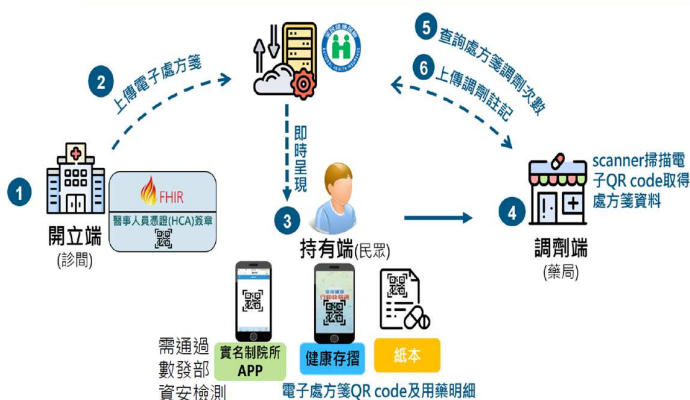 5
查詢處方箋調劑次數
6
上傳調劑註記
2
上傳電子處方箋
即時呈現
1
開立端
(診間)
FHIR
醫事人員憑證(HCA)簽章
3
持有端(民眾)
4
調劑端
(藥局)
scanner掃描電
子QR code取得
處方箋資料
需通過
數發部
資安檢測
實名制院所
APP
健康存摺
紙本
電子處方箋QR code及用藥明細